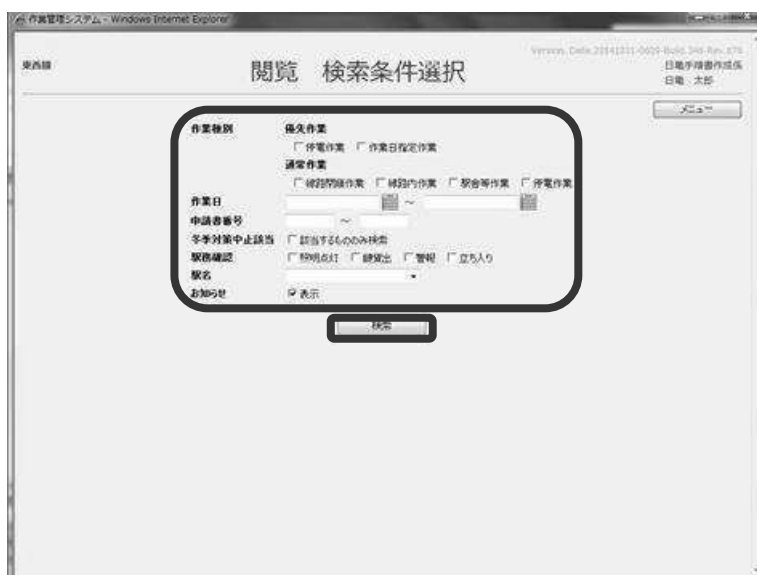 作業管理システム - Windows Internet Explorer
東西線
閲覧 検索条件選択
日電手順書作成係
日電 太郎
メニュー
作業種別 優先作業
停電作業 作業日指定作業
通常作業
線路閉鎖作業 線路内作業 駅舎等作業 停電作業
作業日 ～
申請書番号 ～
冬季対策中止該当 該当するもののみ検索
駅務確認 照明点灯 鍵貸出 警報 立ち入り
駅名
お知らせ 表示
検索